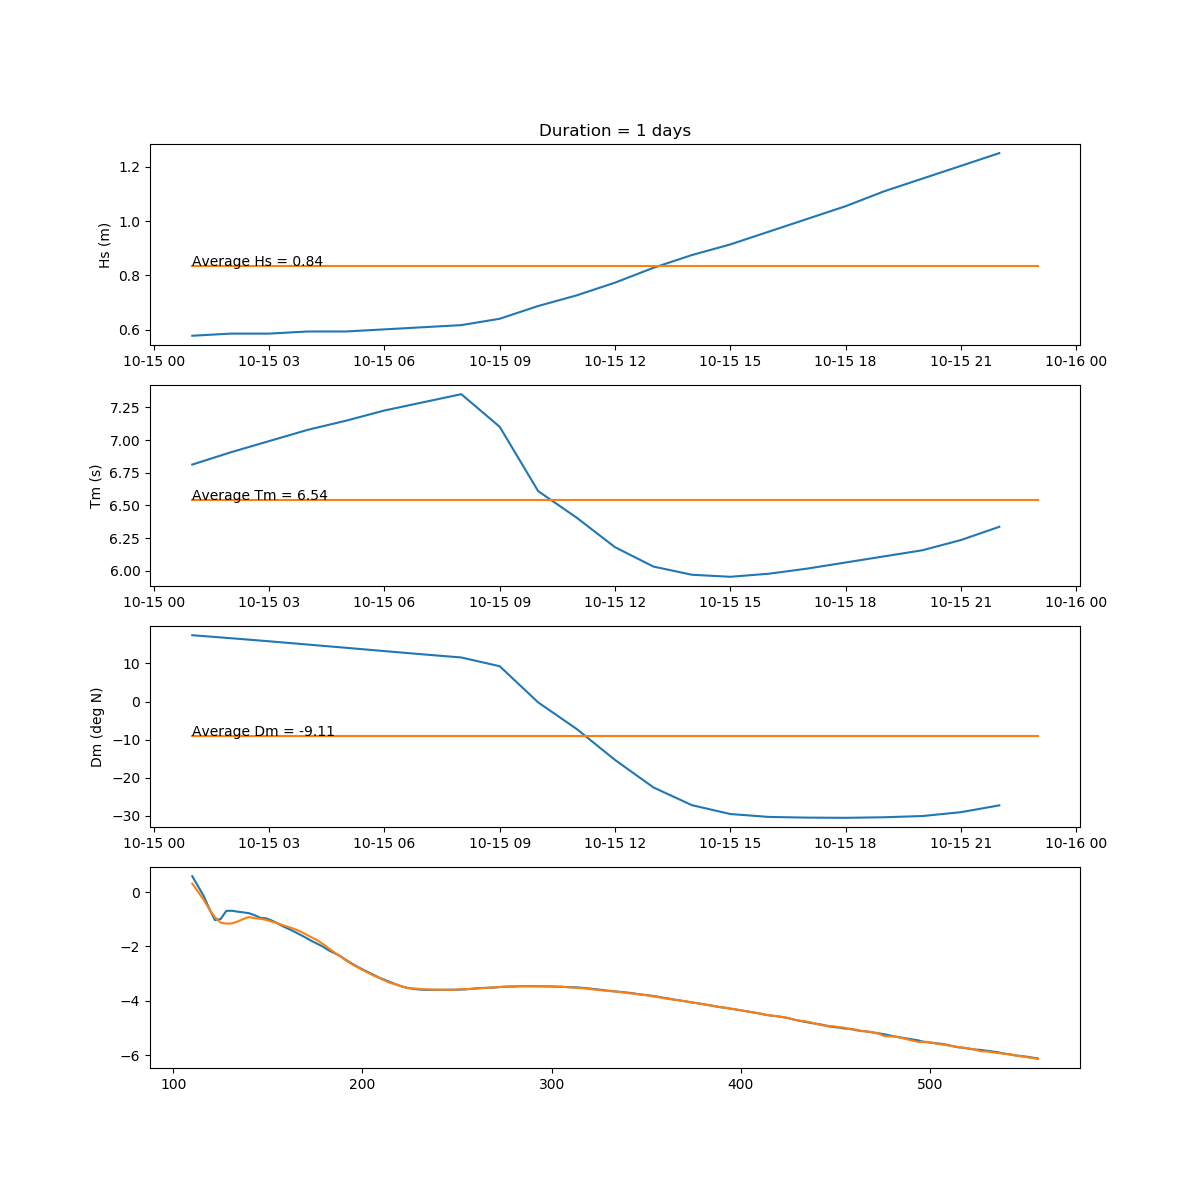 Duration = 1 days
1.2
1.0
0.8
0.6
Hs (m)
Average Hs = 0.84
10-15 00 10-15 03 10-15 06 10-15 09 10-15 12 10-15 15 10-15 18 10-15 21 10-16 00
7.25
7.00
6.75
6.50
6.25
6.00
Tm (s)
Average Tm = 6.54
10-15 00 10-15 03 10-15 06 10-15 09 10-15 12 10-15 15 10-15 18 10-15 21 10-16 00
10
0
−10
−20
−30
Dm (deg N)
Average Dm = -9.11
10-15 00 10-15 03 10-15 06 10-15 09 10-15 12 10-15 15 10-15 18 10-15 21 10-16 00
0
−2
−4
−6
100 200 300 400 500